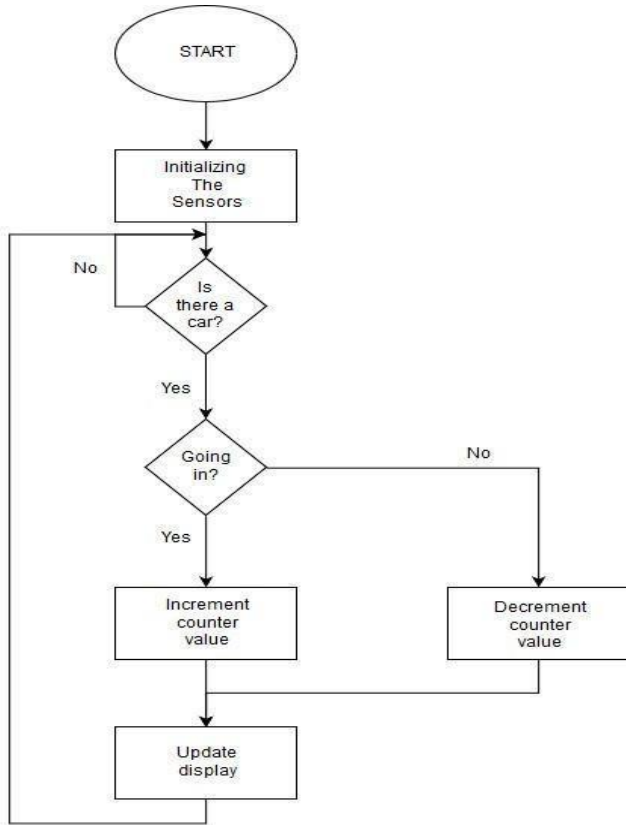 START
Initializing
The
Sensors
No
Is
there a
car?
Yes
Going
in?
No
Yes
Increment
counter
value
Decrement
counter
value
Update
display